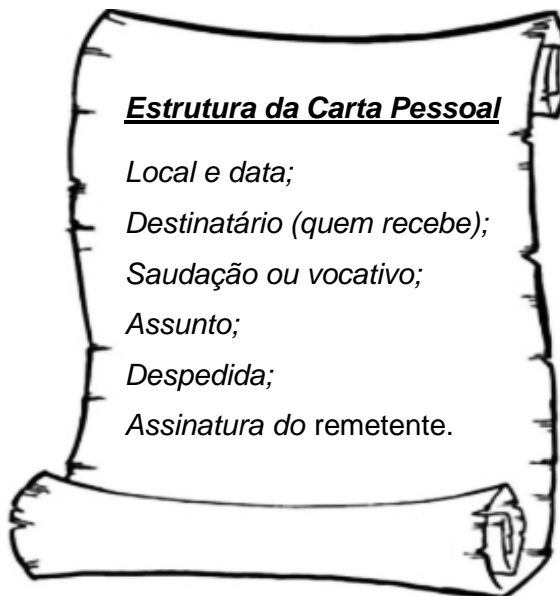 Estrutura da Carta Pessoal
Local e data;
Destinatário (quem recebe);
Saudação ou vocativo;
Assunto;
Despedida;
Assinatura do remetente.